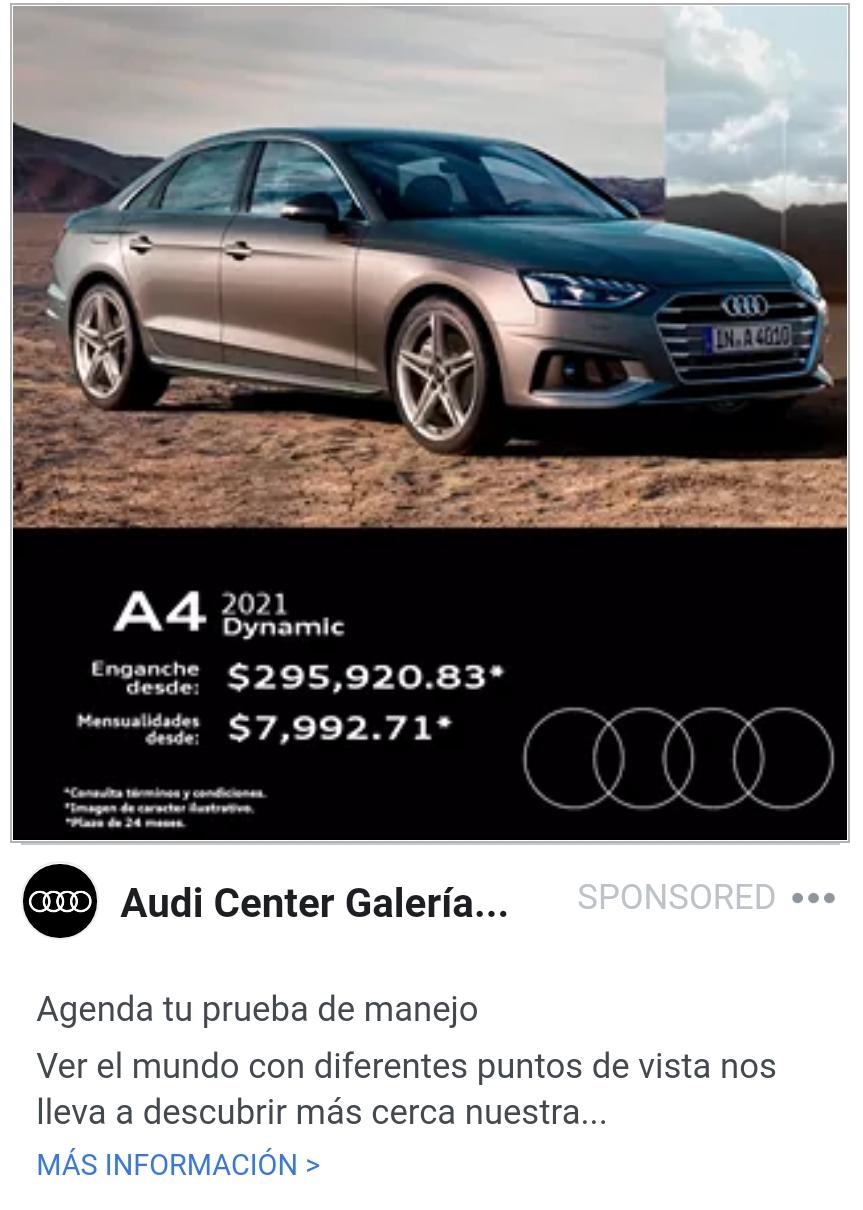 IN·A 4010
A4 2021
Dynamic
Enganche
desde: $295,920.83*
Mensualidades
desde: $7,992.71*
*Consulta términos y condiciones.
*Imagen de caracter ilustrativo.
*Plazo de 24 meses.
Audi Center Galería...
SPONSORED
Agenda tu prueba de manejo
Ver el mundo con diferentes puntos de vista nos
lleva a descubrir más cerca nuestra...
MÁS INFORMACIÓN >